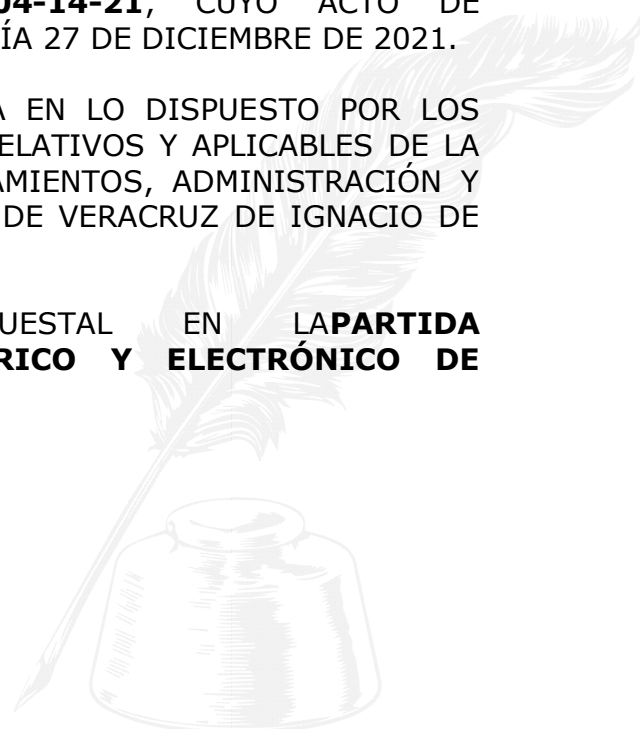 04-14-21, CUYO ACTO DE
ÍA 27 DE DICIEMBRE DE 2021.
A EN LO DISPUESTO POR LOS
ELATIVOS Y APLICABLES DE LA
AMIENTOS, ADMINISTRACIÓN Y
DE VERACRUZ DE IGNACIO DE
UESTAL EN LAPARTIDA
RICO Y ELECTRÓNICO DE